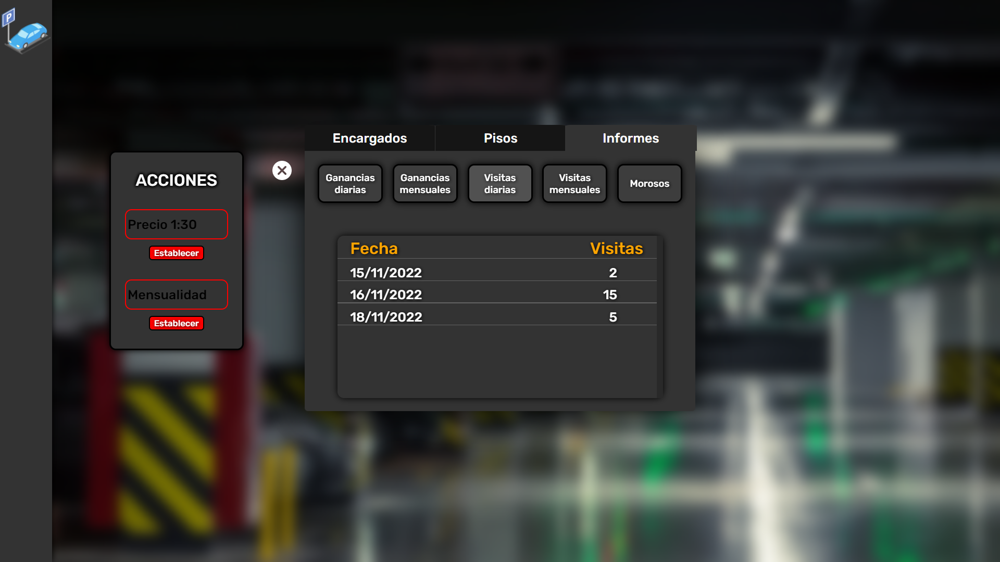 P
Encargados Pisos Informes
ACCIONES
Precio 1:30
Establecer
Mensualidad
Establecer
Ganancias
diarias
Ganancias
mensuales
Visitas
diarias
Visitas
mensuales
Morosos
Fecha Visitas
15/11/2022 2
16/11/2022 15
18/11/2022 5